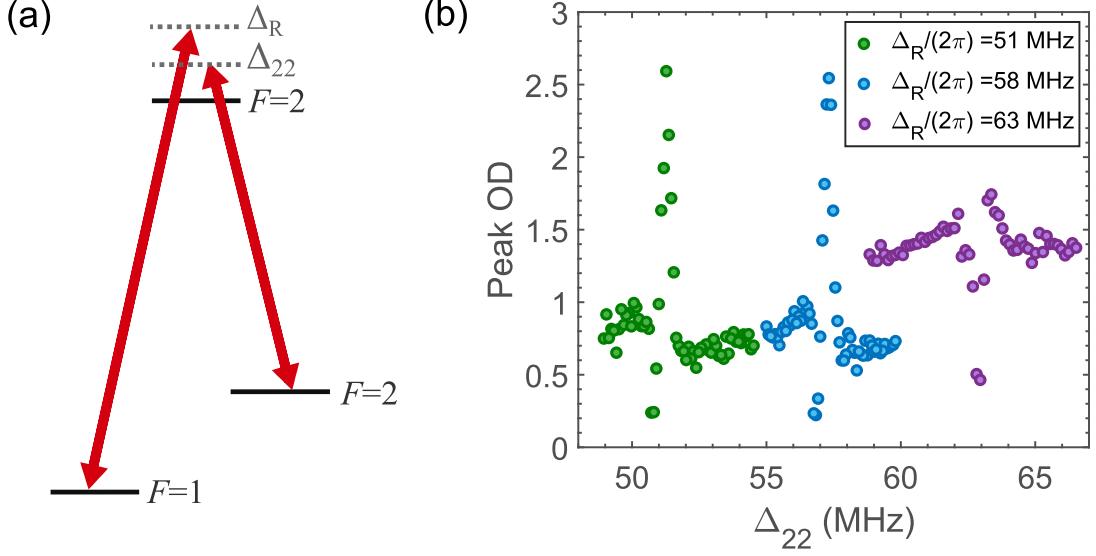 (a)
Δ_R
Δ_22
F=2
F=2
F=1
(b)
Peak OD
3
2.5
2
1.5
1
0.5
0
Δ_R/(2π) =51 MHz
Δ_R/(2π) =58 MHz
Δ_R/(2π) =63 MHz
50 55 60 65
Δ_22 (MHz)